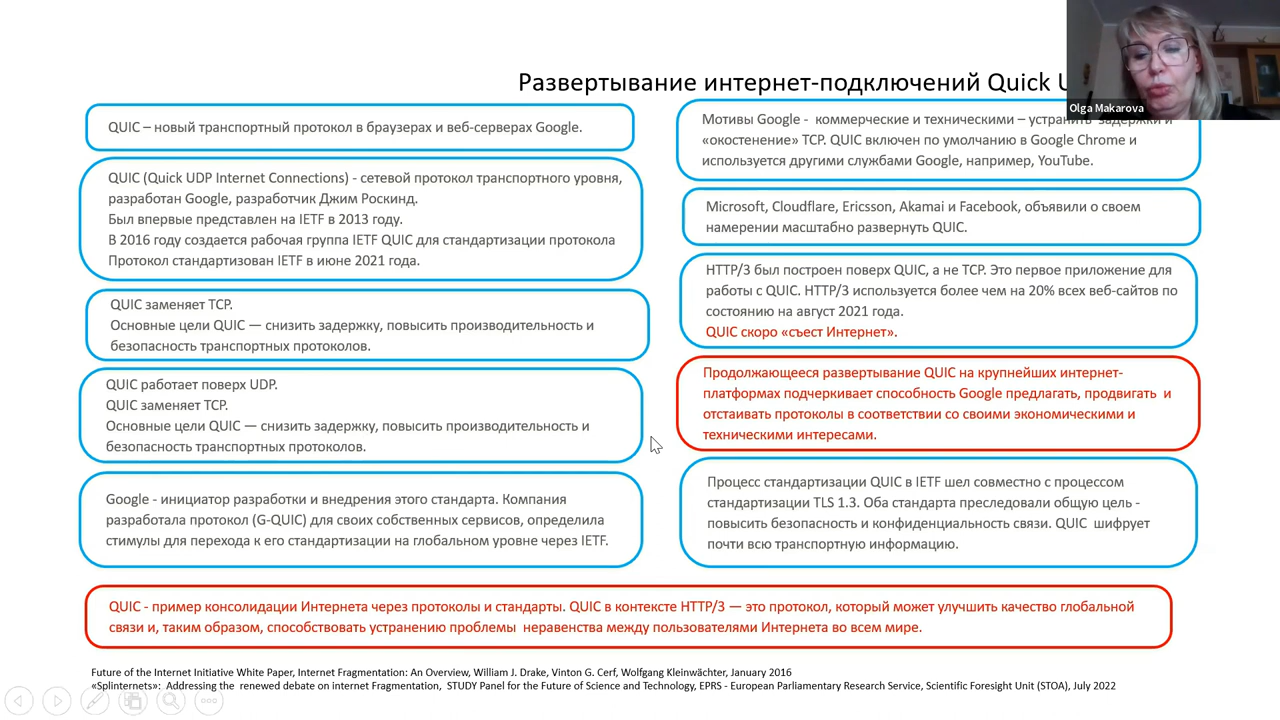 Развертывание интернет-подключений Quick
Olga Makarova
QUIC – новый транспортный протокол в браузерах и веб-серверах Google.
QUIC (Quick UDP Internet Connections) - сетевой протокол транспортного уровня,
разработан Google, разработчик Джим Роскинд.
Был впервые представлен на IETF в 2013 году.
В 2016 году создается рабочая группа IETF QUIC для стандартизации протокола
Протокол стандартизован IETF в июне 2021 года.
QUIC заменяет TCP.
Основные цели QUIC — снизить задержку, повысить производительность и
безопасность транспортных протоколов.
QUIC работает поверх UDP.
QUIC заменяет TCP.
Основные цели QUIC — снизить задержку, повысить производительность и
безопасность транспортных протоколов.
Google - инициатор разработки и внедрения этого стандарта. Компания
разработала протокол (G-QUIC) для своих собственных сервисов, определила
стимулы для перехода к его стандартизации на глобальном уровне через IETF.
Мотивы Google - коммерческие и техническими – устранить задержки и
«окостенение» TCP. QUIC включен по умолчанию в Google Chrome и
используется другими службами Google, например, YouTube.
Microsoft, Cloudflare, Ericsson, Akamai и Facebook, объявили о своем
намерении масштабно развернуть QUIC.
HTTP/3 был построен поверх QUIC, а не TCP. Это первое приложение для
работы с QUIC. HTTP/3 используется более чем на 20% всех веб-сайтов по
состоянию на август 2021 года.
QUIC скоро «съест Интернет».
Продолжающееся развертывание QUIC на крупнейших интернет-
платформах подчеркивает способность Google предлагать, продвигать и
отстаивать протоколы в соответствии со своими экономическими и
техническими интересами.
Процесс стандартизации QUIC в IETF шел совместно с процессом
стандартизации TLS 1.3. Оба стандарта преследовали общую цель -
повысить безопасность и конфиденциальность связи. QUIC шифрует
почти всю транспортную информацию.
QUIC - пример консолидации Интернета через протоколы и стандарты. QUIC в контексте HTTP/3 — это протокол, который может улучшить качество глобальной
связи и, таким образом, способствовать устранению проблемы неравенства между пользователями Интернета во всем мире.
Future of the Internet Initiative White Paper, Internet Fragmentation: An Overview, William J. Drake, Vinton G. Cerf, Wolfgang Kleinwächter, January 2016
«Splinternets»: Addressing the renewed debate on internet Fragmentation, STUDY Panel for the Future of Science and Technology, EPRS - European Parliamentary Research Service, Scientific Foresight Unit (STOA), July 2022